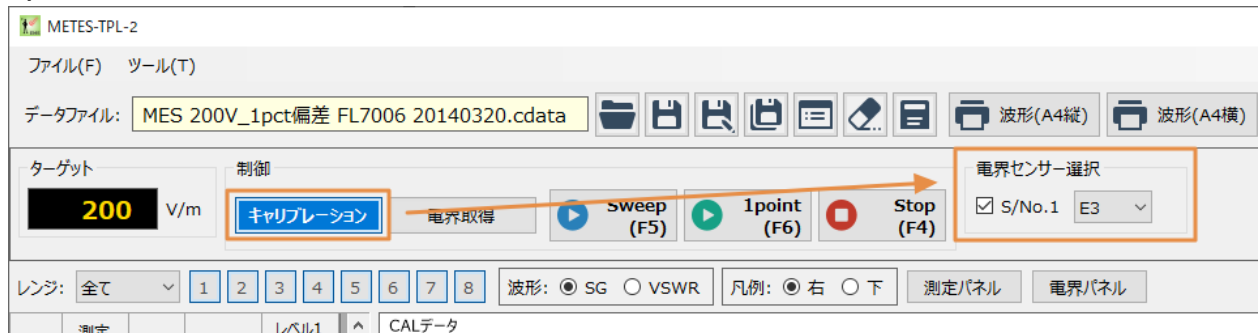 METES-TPL-2
ファイル(F) ツール(T)
データファイル: MES 200V_1pct偏差 FL7006 20140320.cdata 波形(A4縦) 波形(A4横)
ターゲット 制御 電界センサー選択
200 V/m キャリブレーション 電界取得 Sweep (F5) 1point (F6) Stop (F4) S/No.1 E3
レンジ: 全て 1 2 3 4 5 6 7 8 波形: SG VSWR 凡例: 右 下 測定パネル 電界パネル
測定 レベル1 CALデータ